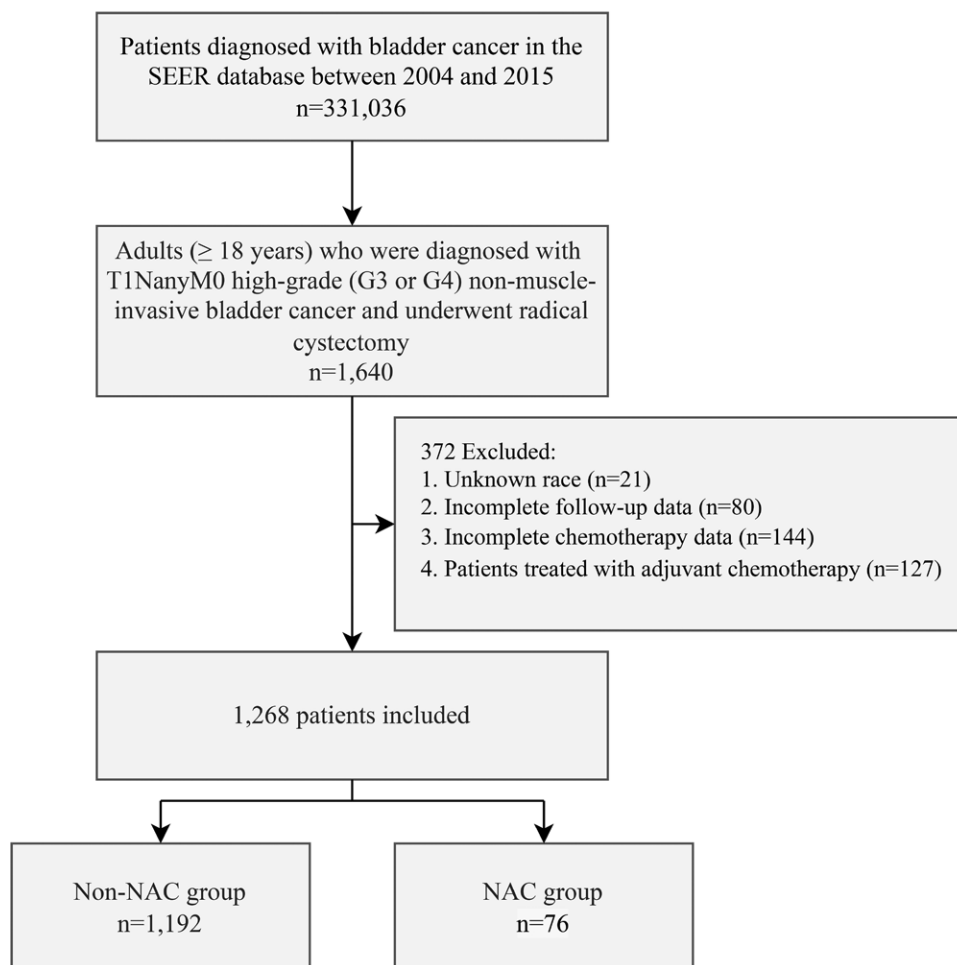 Patients diagnosed with bladder cancer in the
SEER database between 2004 and 2015
n=331,036
Adults (≥ 18 years) who were diagnosed with
T1NanyM0 high-grade (G3 or G4) non-muscle-
invasive bladder cancer and underwent radical
cystectomy
n=1,640
372 Excluded:
1. Unknown race (n=21)
2. Incomplete follow-up data (n=80)
3. Incomplete chemotherapy data (n=144)
4. Patients treated with adjuvant chemotherapy (n=127)
1,268 patients included
Non-NAC group
n=1,192
NAC group
n=76